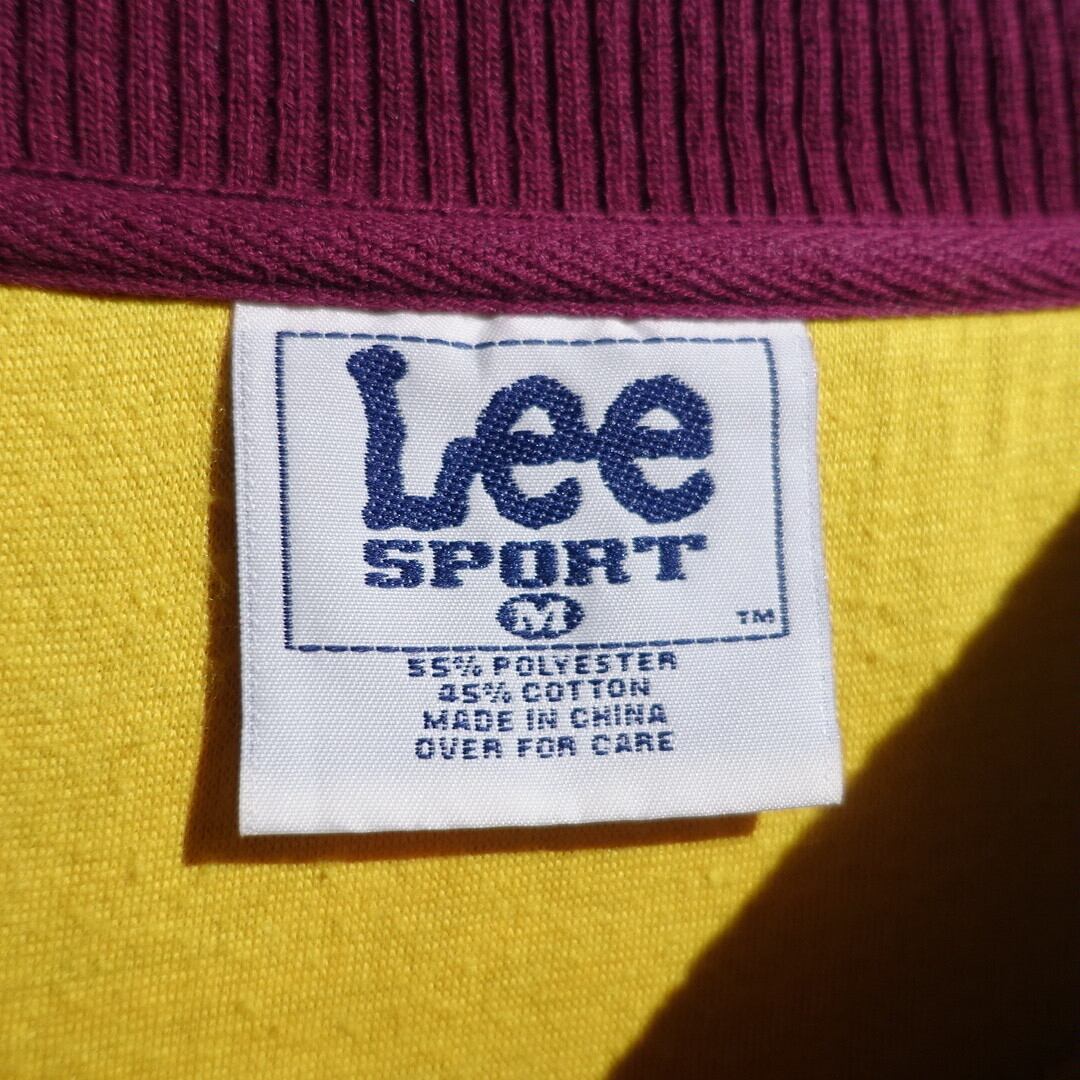 Lee
SPORT
M
TM
55% POLYESTER
45% COTTON
MADE IN CHINA
OVER FOR CARE